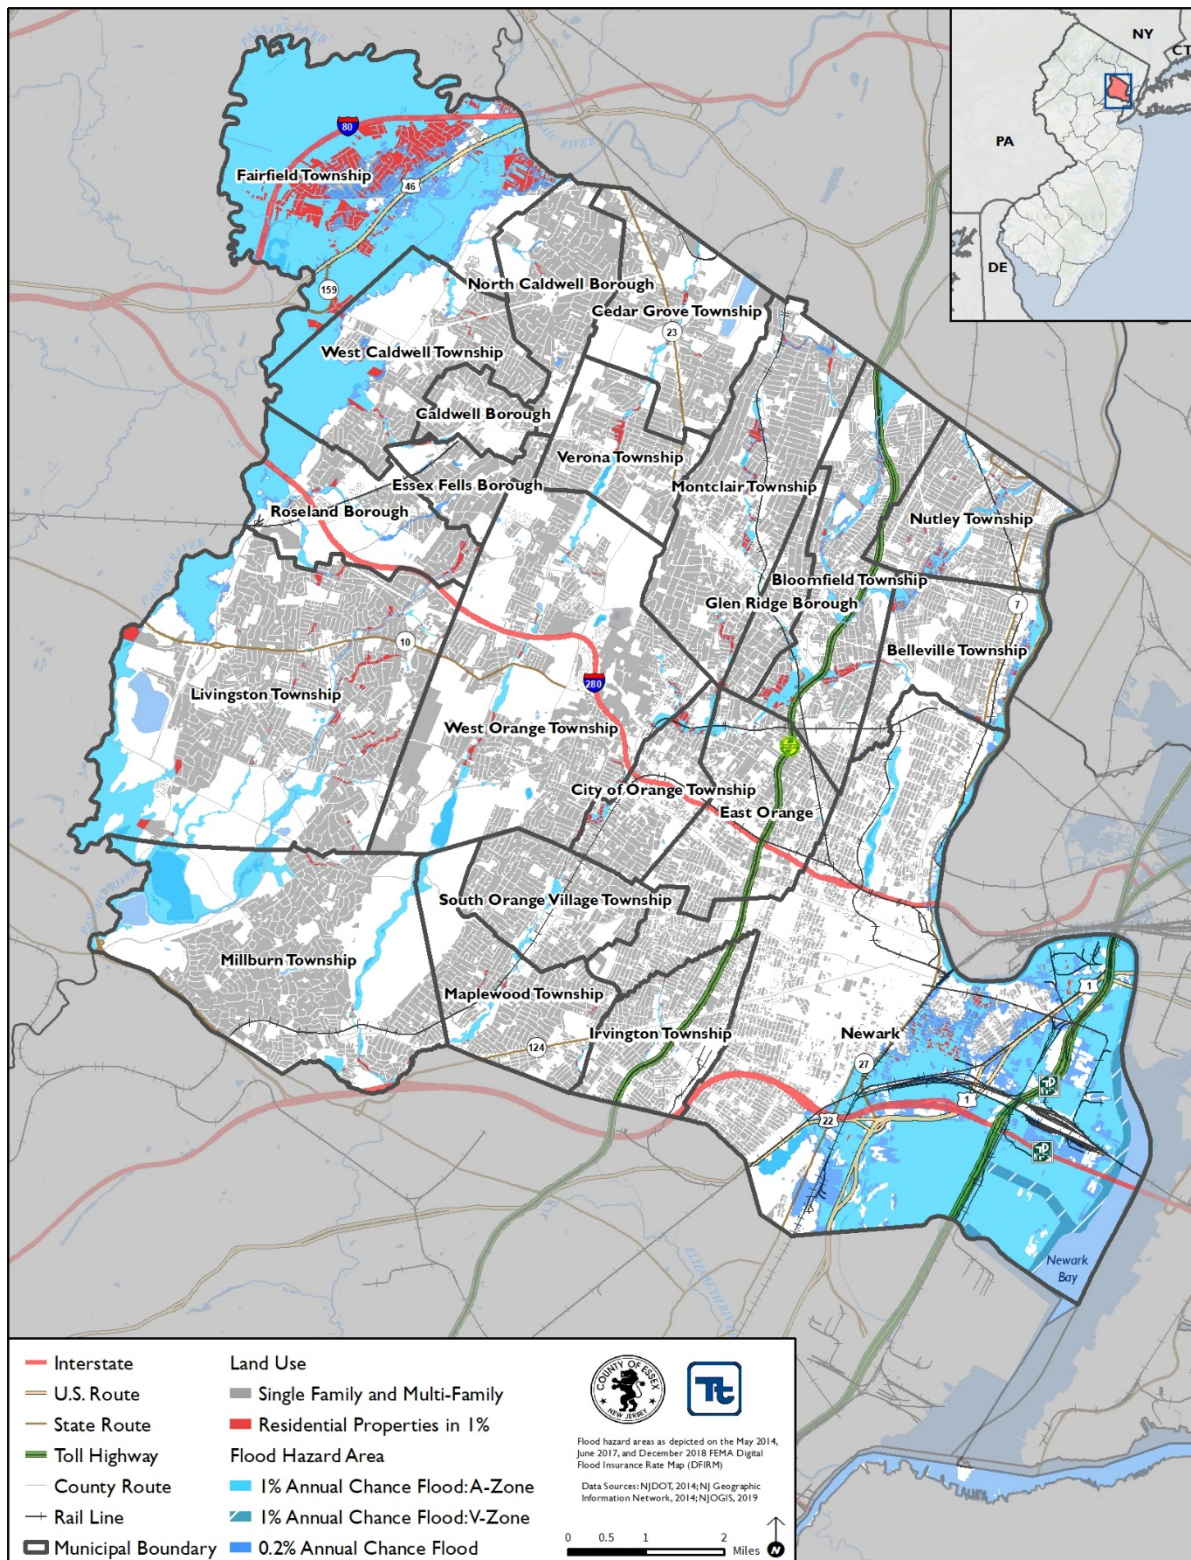 NY
CT
PA
DE
PASSAIC RIVER
80
Fairfield Township
46
PASSAIC RIVER
159
North Caldwell Borough
Cedar Grove Township
23
West Caldwell Township
Caldwell Borough
Verona Township
Essex Fells Borough
Montclair Township
Roseland Borough
Nutley Township
PASSAIC RIVER
Bloomfield Township
Glen Ridge Borough
7
10
Belleville Township
280
Livingston Township
West Orange Township
City of Orange Township
East Orange
South Orange Village Township
Millburn Township
Maplewood Township
Irvington Township
Newark
1
124
27
1
22
Newark
Bay
ELIZABETH RIVER
Interstate
U.S. Route
State Route
Toll Highway
County Route
Rail Line
Municipal Boundary
Land Use
Single Family and Multi-Family
Residential Properties in 1%
Flood Hazard Area
1% Annual Chance Flood: A-Zone
1% Annual Chance Flood: V-Zone
0.2% Annual Chance Flood
COUNTY OF ESSEX
NEW JERSEY
Tt
Flood hazard areas as depicted on the May 2014,
June 2017, and December 2018 FEMA Digital
Flood Insurance Rate Map (DFIRM)
Data Sources: NJDOT, 2014; NJ Geographic
Information Network, 2014; NJOGIS, 2019
0 0.5 1 2
Miles
N